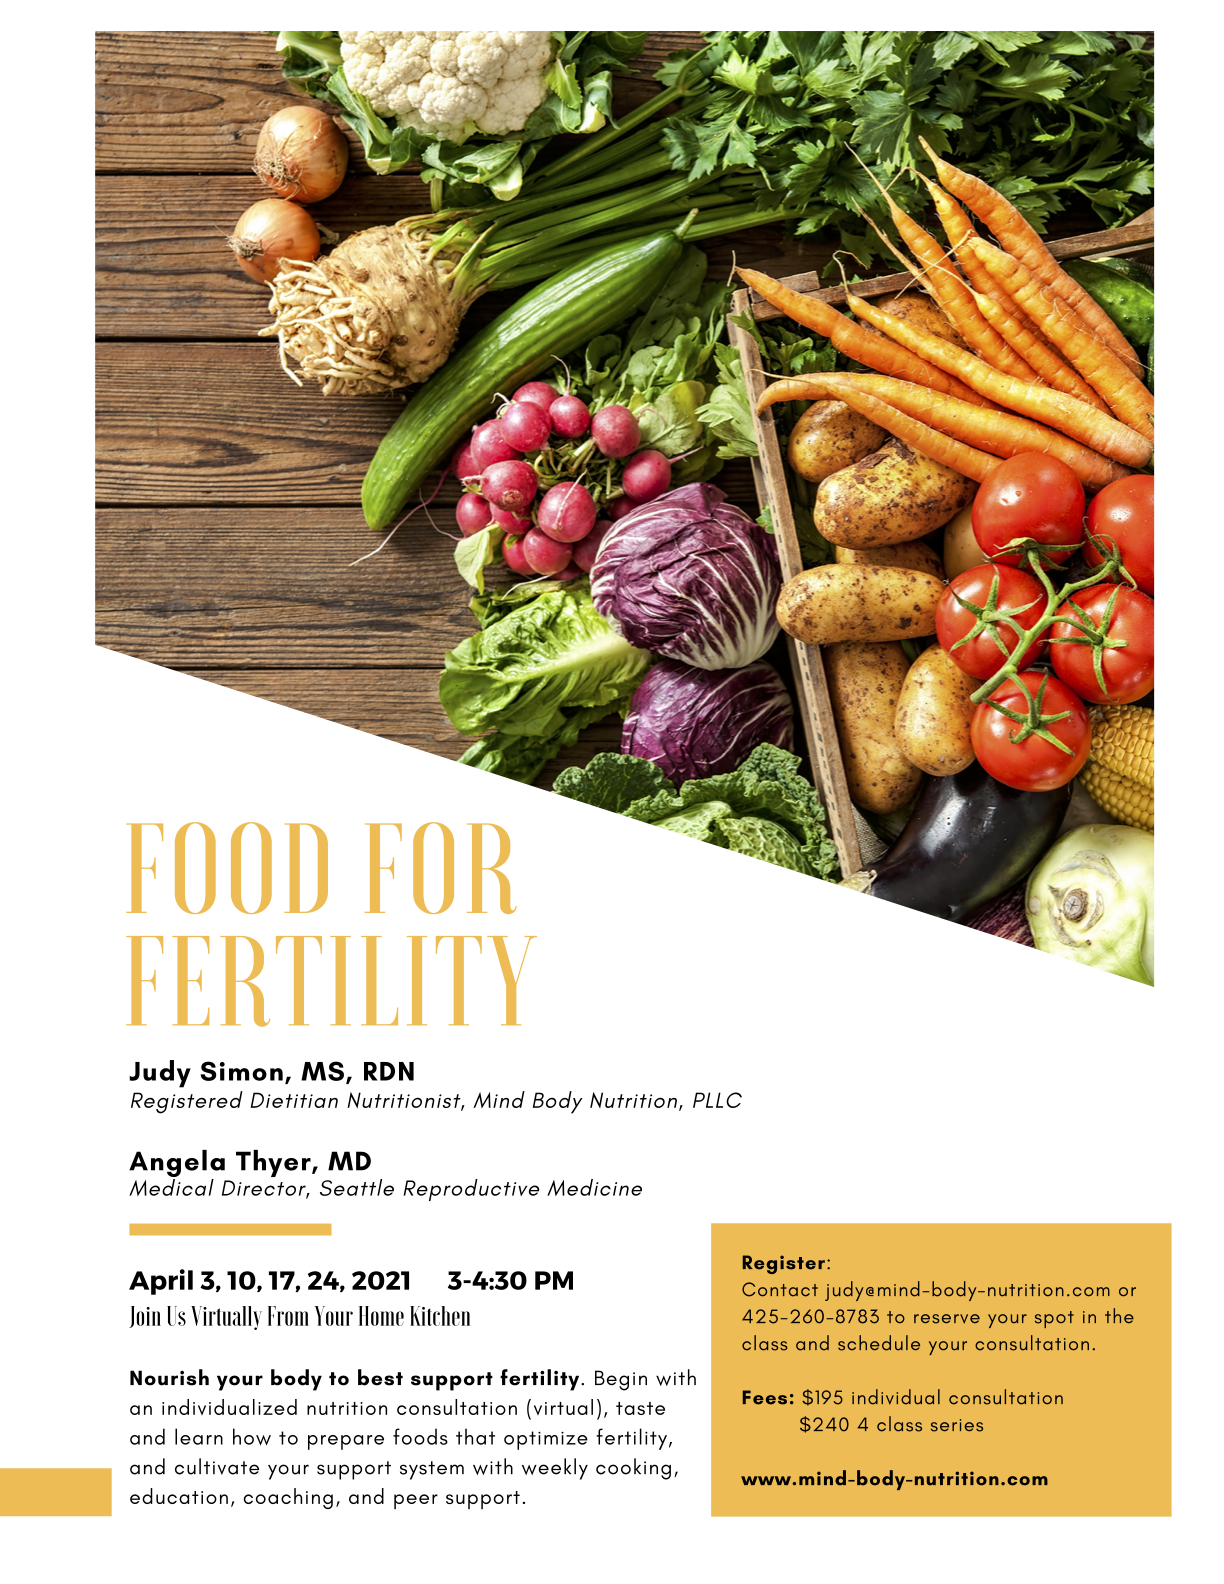 FOOD FOR
FERTILITY
Judy Simon, MS, RDN
Registered Dietitian Nutritionist, Mind Body Nutrition, PLLC
Angela Thyer, MD
Medical Director, Seattle Reproductive Medicine
April 3, 10, 17, 24, 2021 3-4:30 PM
Join Us Virtually From Your Home Kitchen
Nourish your body to best support fertility. Begin with
an individualized nutrition consultation (virtual), taste
and learn how to prepare foods that optimize fertility,
and cultivate your support system with weekly cooking,
education, coaching, and peer support.
Register:
Contact judy@mind-body-nutrition.com or
425-260-8783 to reserve your spot in the
class and schedule your consultation.
Fees: $195 individual consultation
$240 4 class series
www.mind-body-nutrition.com